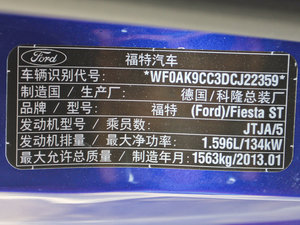 Ford 福特汽车
车辆识别代号: *WF0AK9CC3DCJ22359*
制造国/生产厂: 德国/科隆总装厂
品牌/型号: 福特 (Ford)/Fiesta ST
发动机型号/乘员数: JTJA/5
发动机排量/最大净功率: 1.596L/134kW
最大允许总质量/制造年月: 1563kg/2013.01